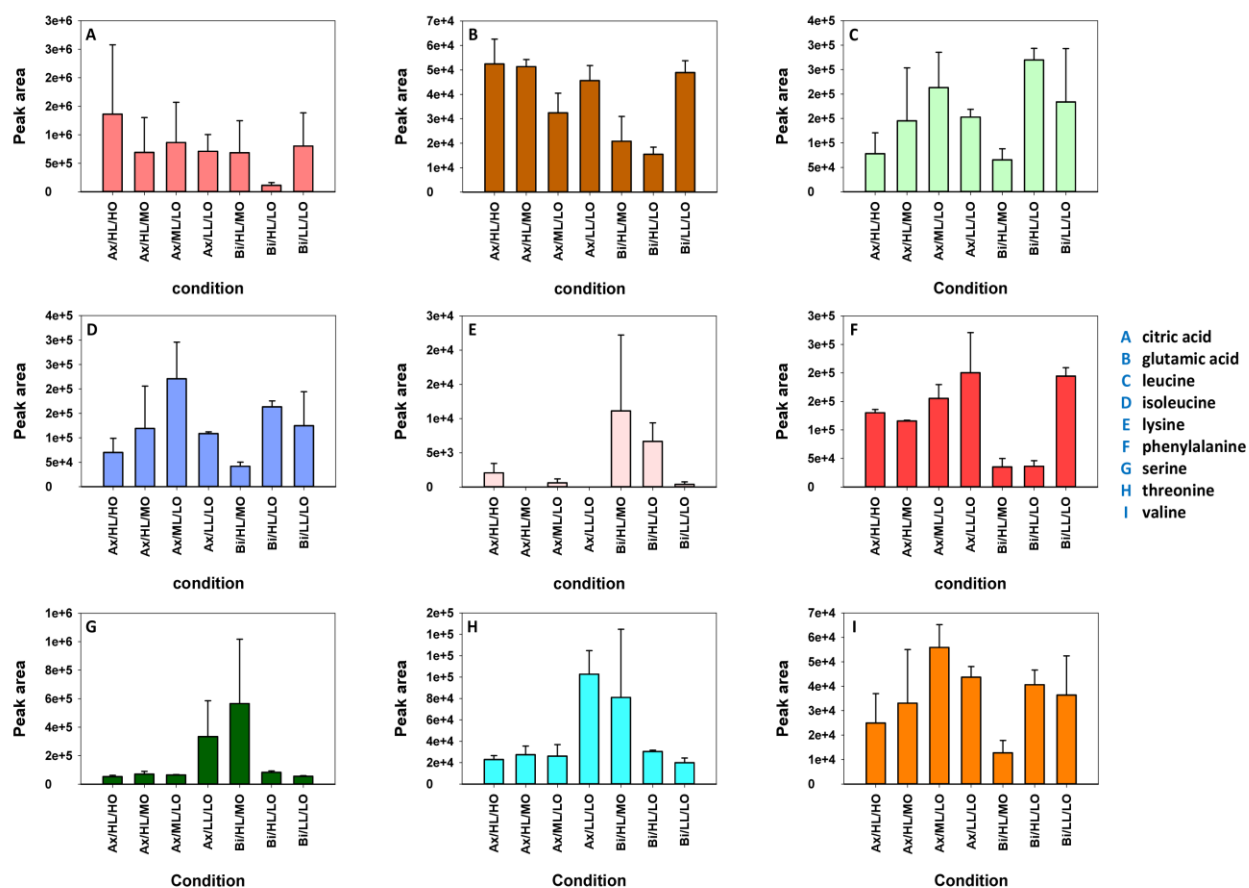 A
Peak area
3e+6
3e+6
2e+6
2e+6
1e+6
5e+5
0
Ax/HL/HO
Ax/HL/MO
Ax/ML/LO
Ax/LL/LO
Bi/HL/MO
Bi/HL/LO
Bi/LL/LO
condition
B
Peak area
7e+4
6e+4
5e+4
4e+4
3e+4
2e+4
1e+4
0
Ax/HL/HO
Ax/HL/MO
Ax/ML/LO
Ax/LL/LO
Bi/HL/MO
Bi/HL/LO
Bi/LL/LO
condition
C
Peak area
4e+5
3e+5
3e+5
2e+5
2e+5
1e+5
5e+4
0
Ax/HL/HO
Ax/HL/MO
Ax/ML/LO
Ax/LL/LO
Bi/HL/MO
Bi/HL/LO
Bi/LL/LO
Condition
D
Peak area
4e+5
3e+5
3e+5
2e+5
2e+5
1e+5
5e+4
0
Ax/HL/HO
Ax/HL/MO
Ax/ML/LO
Ax/LL/LO
Bi/HL/MO
Bi/HL/LO
Bi/LL/LO
condition
E
Peak area
3e+4
2e+4
2e+4
1e+4
5e+3
0
Ax/HL/HO
Ax/HL/MO
Ax/ML/LO
Ax/LL/LO
Bi/HL/MO
Bi/HL/LO
Bi/LL/LO
condition
F
Peak area
3e+5
3e+5
2e+5
2e+5
1e+5
5e+4
0
Ax/HL/HO
Ax/HL/MO
Ax/ML/LO
Ax/LL/LO
Bi/HL/MO
Bi/HL/LO
Bi/LL/LO
condition
A citric acid
B glutamic acid
C leucine
D isoleucine
E lysine
F phenylalanine
G serine
H threonine
I valine
G
Peak area
1e+6
1e+6
8e+5
6e+5
4e+5
2e+5
0
Ax/HL/HO
Ax/HL/MO
Ax/ML/LO
Ax/LL/LO
Bi/HL/MO
Bi/HL/LO
Bi/LL/LO
Condition
H
Peak area
2e+5
1e+5
1e+5
8e+4
6e+4
4e+4
2e+4
0
Ax/HL/HO
Ax/HL/MO
Ax/ML/LO
Ax/LL/LO
Bi/HL/MO
Bi/HL/LO
Bi/LL/LO
Condition
I
Peak area
7e+4
6e+4
5e+4
4e+4
3e+4
2e+4
1e+4
0
Ax/HL/HO
Ax/HL/MO
Ax/ML/LO
Ax/LL/LO
Bi/HL/MO
Bi/HL/LO
Bi/LL/LO
Condition